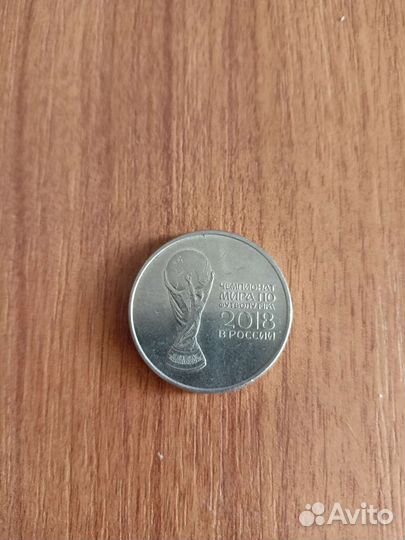 ЧЕМПИОНАТ
МИРА ПО
ФУТБОЛУ FIFA
2018
В РОССИИ
Avito